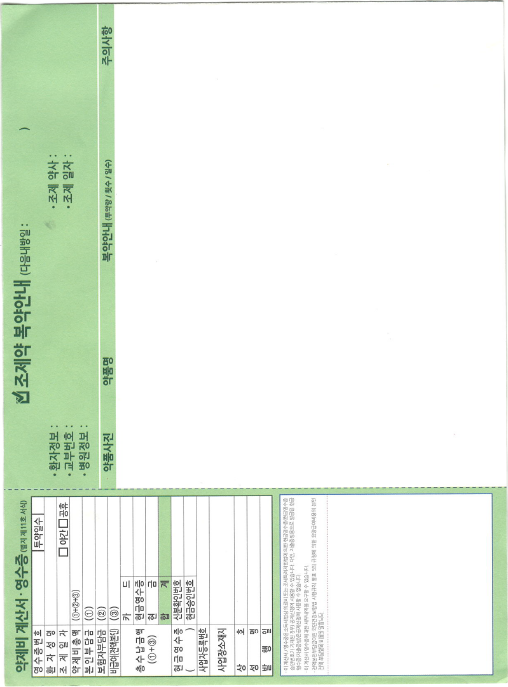 약제비 계산서·영수증 (별지 제11호 서식)
영수증번호
투약일수
환자성명
조제일자 □야간 □공휴
약제비총액 (①+②+③)
본인부담금 (①)
보험자부담금 (②)
비급여(전액본인) (③)
총수납금액 (①+③)
카 드
현금영수증
현 금
합 계
현금영수증 ( )
신분확인번호
현금승인번호
사업자등록번호
사업장소재지
상 호
성 명
발 행 일
조제약 복약안내 (다음내방일 : )
• 환자정보 :
• 교부번호 :
• 병원정보 :
• 조제 약사 :
• 조제 일자 :
약품사진 약품명 복약안내 (투약량 / 횟수 / 일수) 주의사항